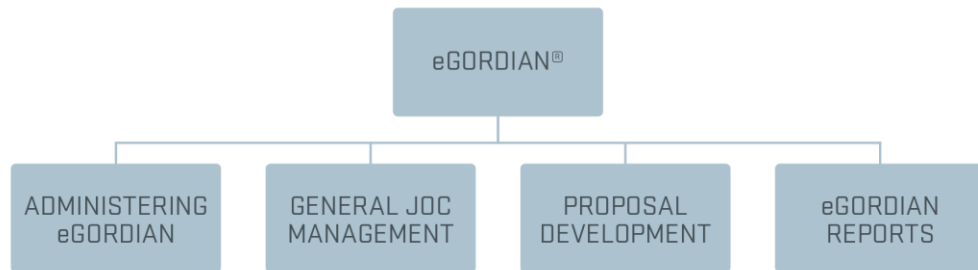 eGORDIAN®
ADMINISTERING
eGORDIAN
GENERAL JOC
MANAGEMENT
PROPOSAL
DEVELOPMENT
eGORDIAN
REPORTS